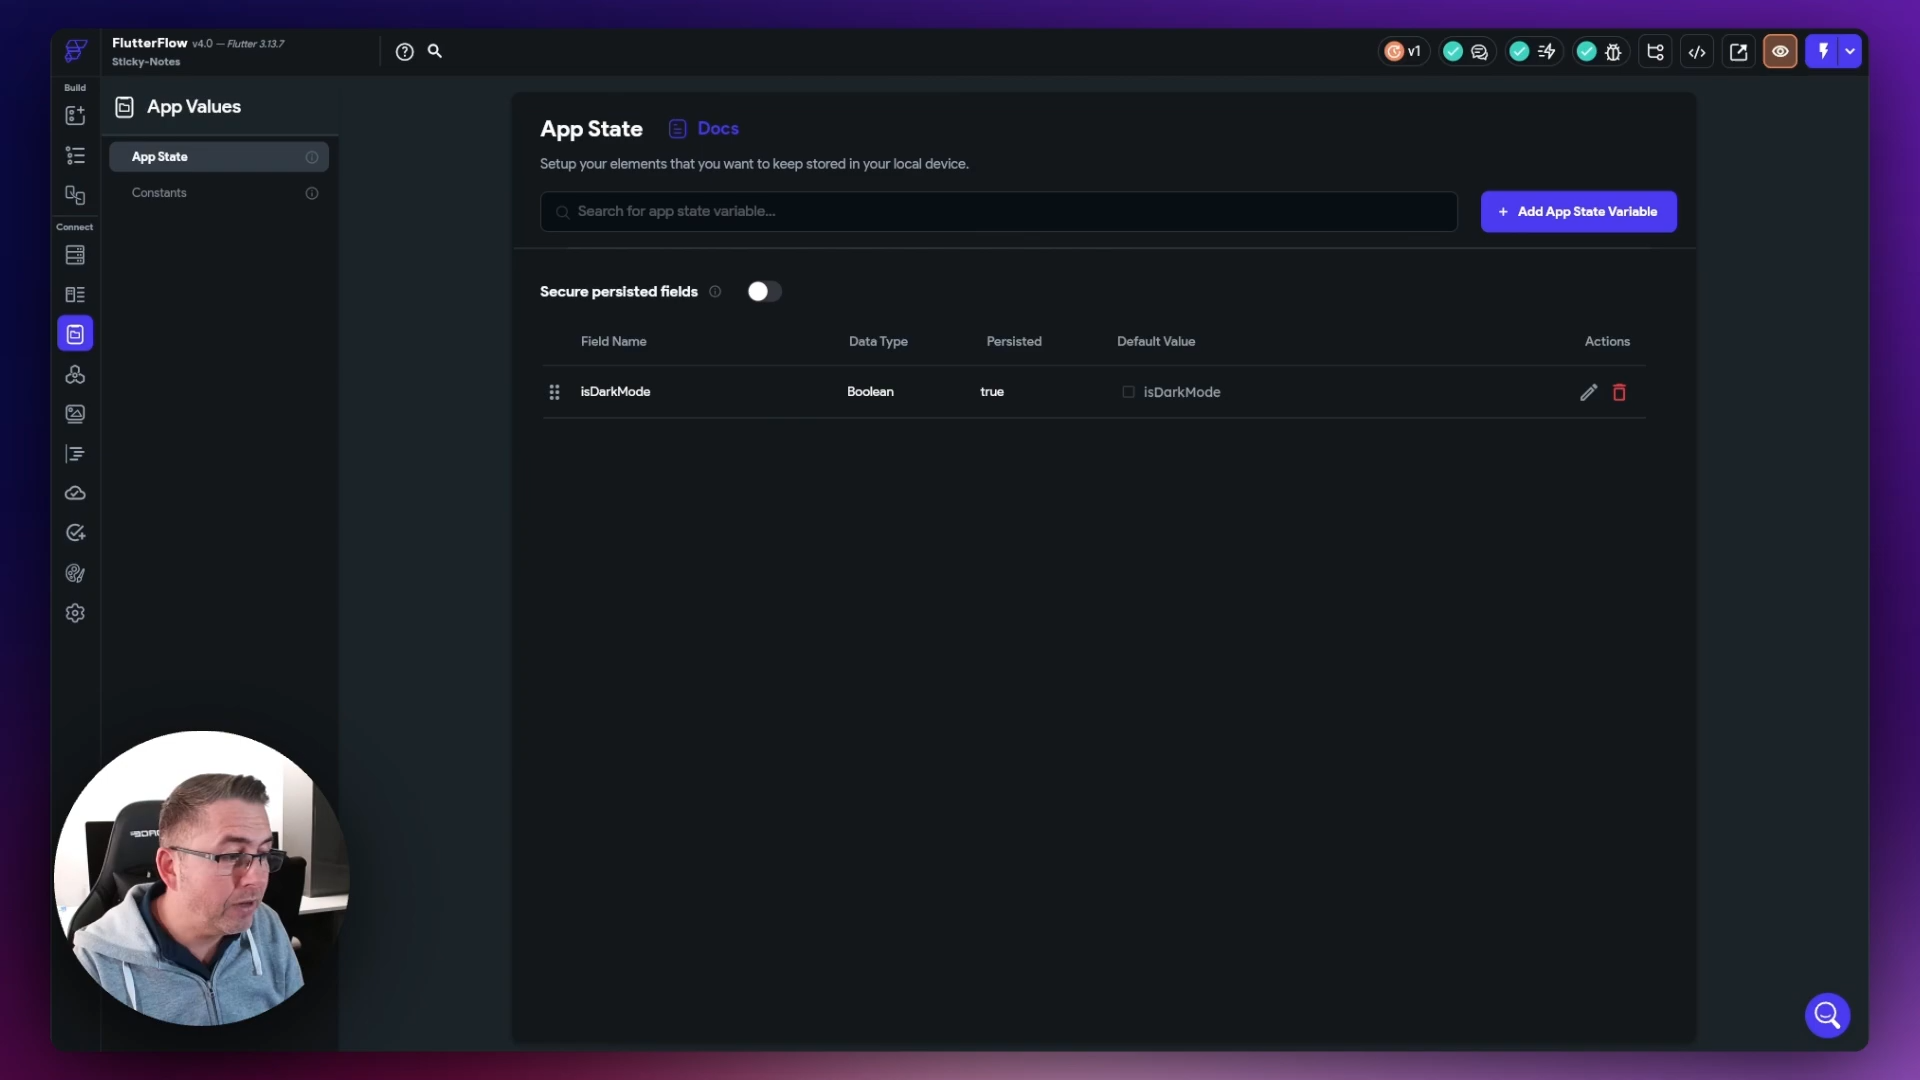 FlutterFlow v4.0 — Flutter 3.13.7
Sticky-Notes
v1
Build
Connect
App Values
App State
Constants
App State
Docs
Setup your elements that you want to keep stored in your local device.
Search for app state variable...
+ Add App State Variable
Secure persisted fields
Field Name Data Type Persisted Default Value Actions
isDarkMode Boolean true isDarkMode